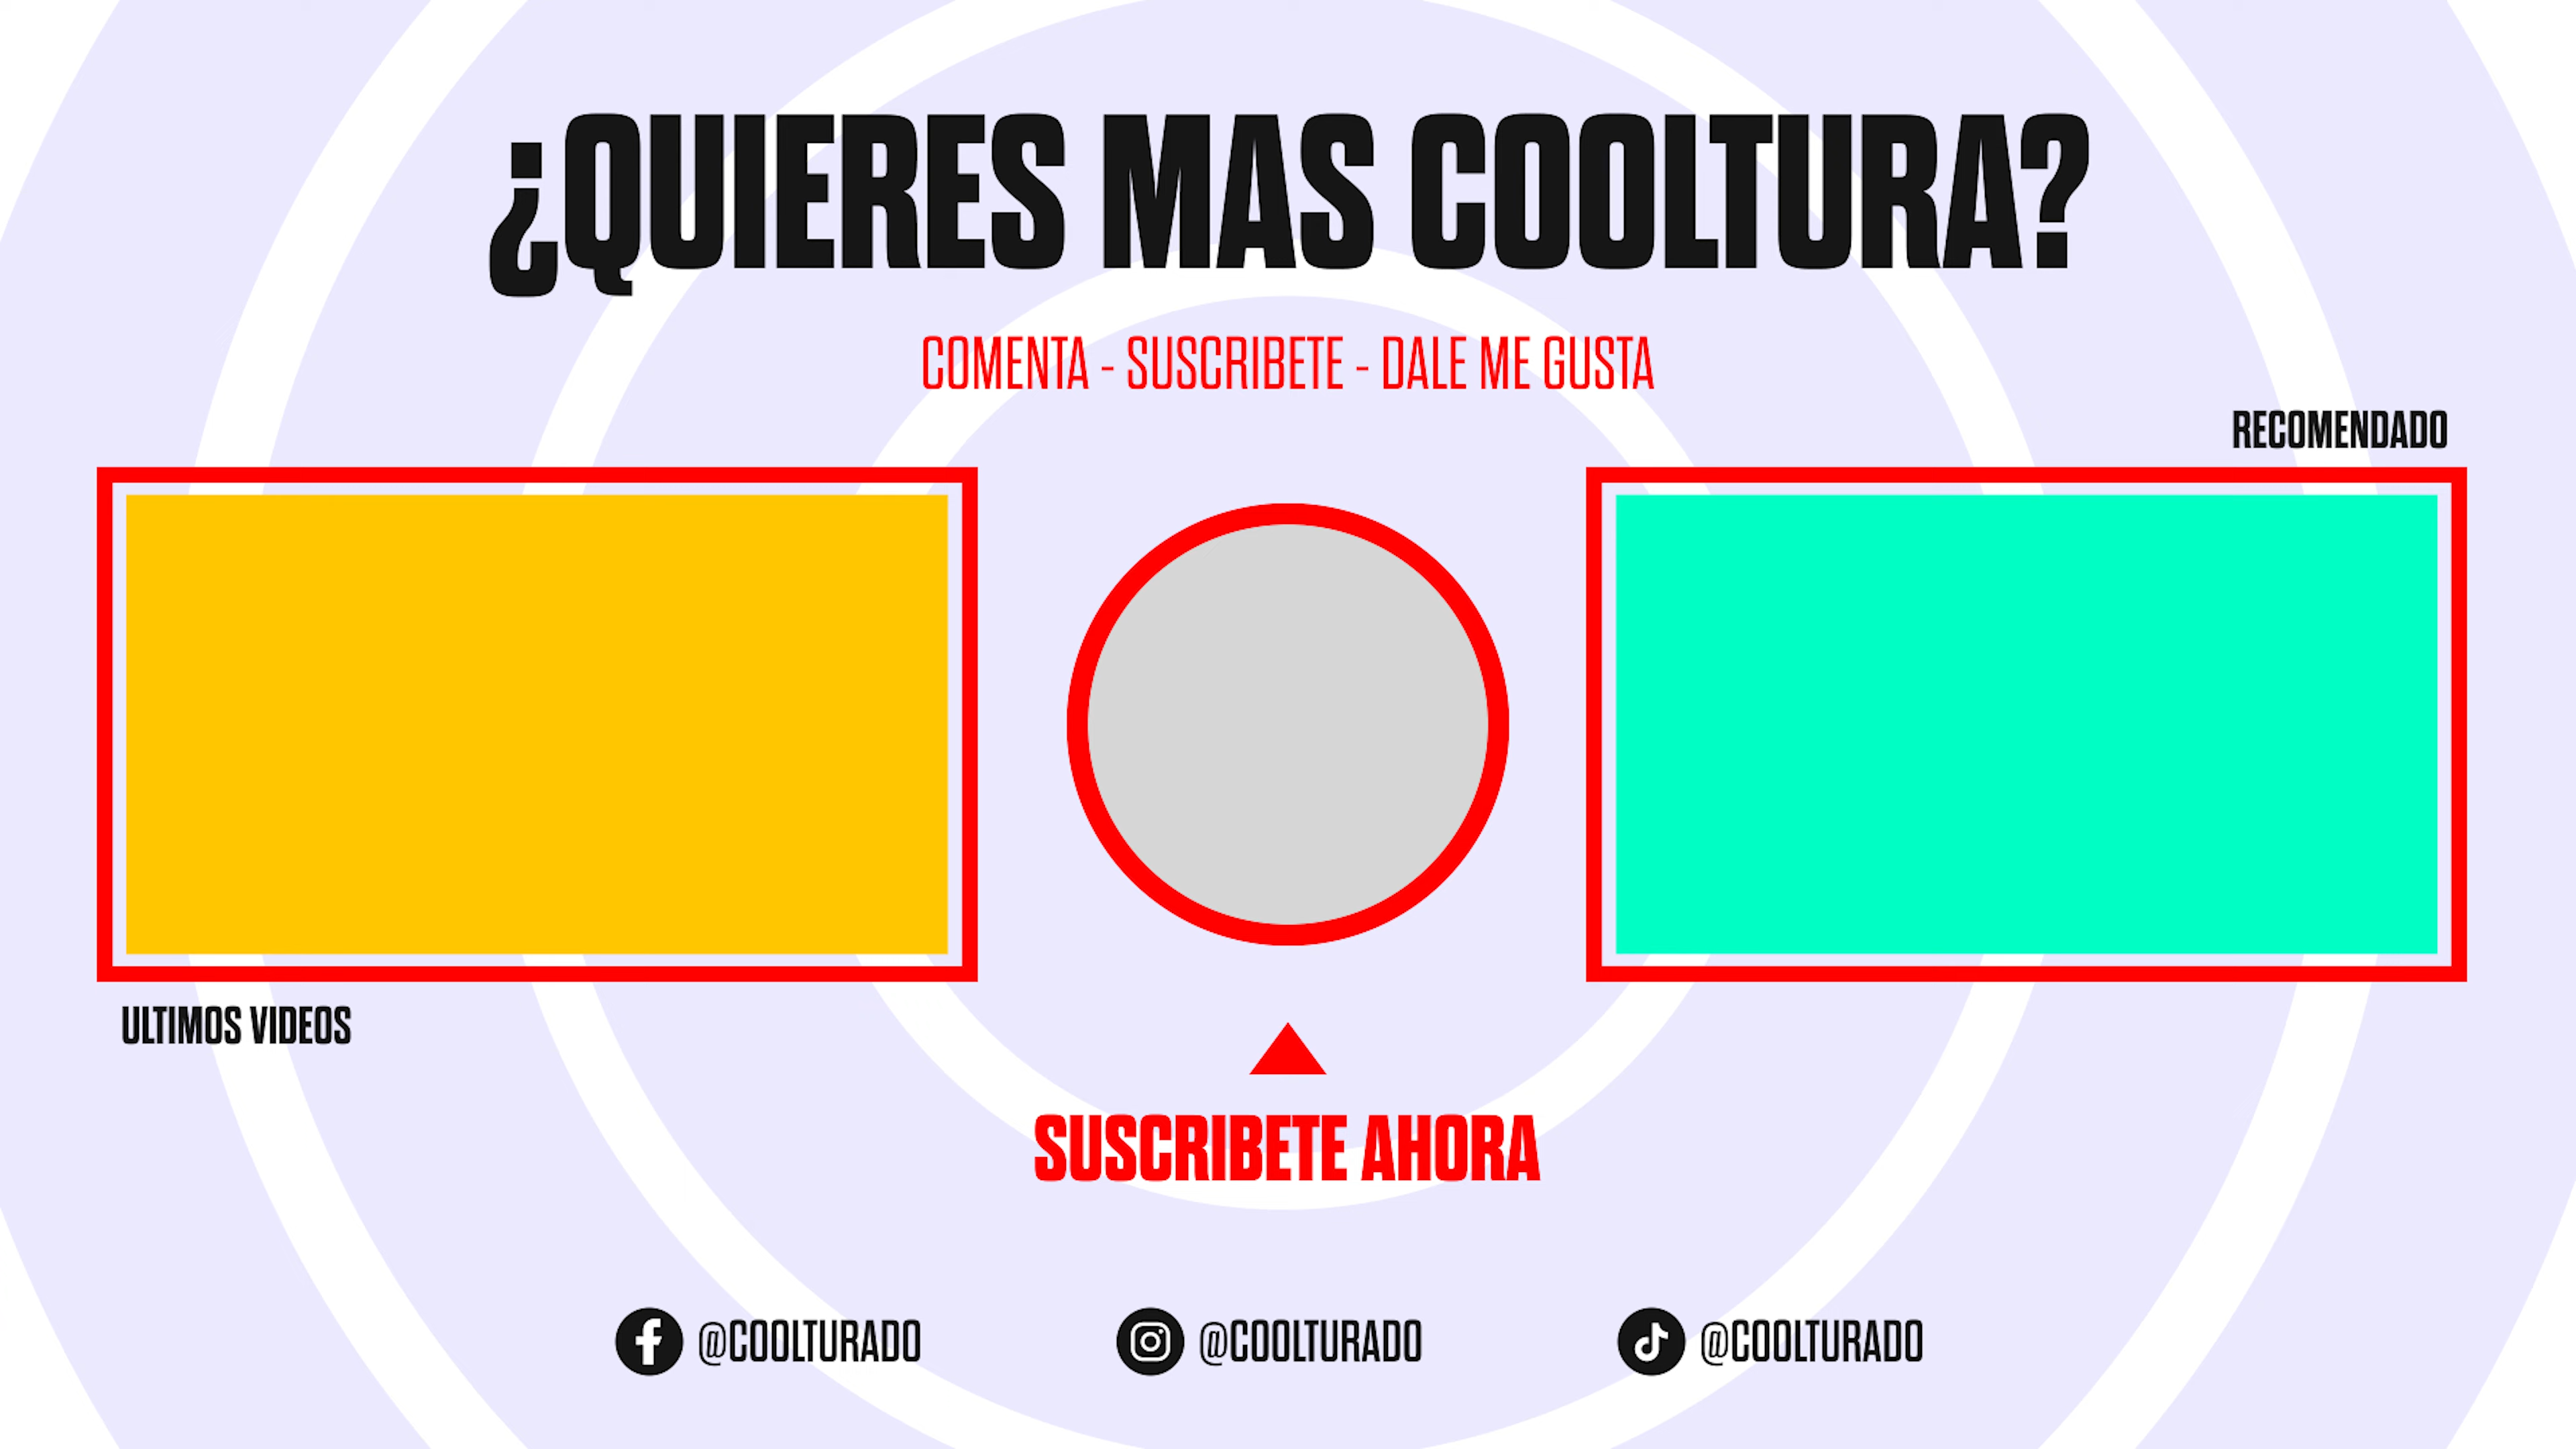 ¿QUIERES MAS COOLTURA?
COMENTA - SUSCRIBETE - DALE ME GUSTA
RECOMENDADO
ULTIMOS VIDEOS
SUSCRIBETE AHORA
@COOLTURADO
@COOLTURADO
@COOLTURADO